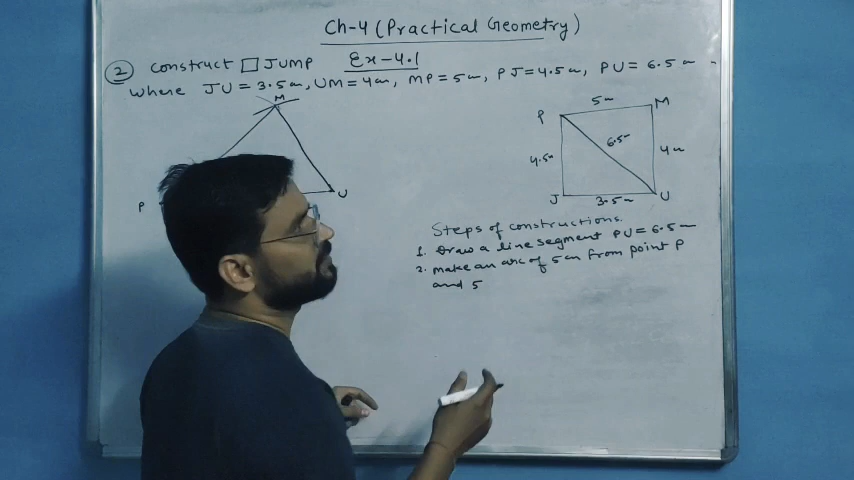 Ch-4 (Practical Geometry)
Ex-4.1
② Construct □ JUMP
where JU = 3.5cm, UM = 4cm, MP = 5cm, PJ = 4.5cm, PU = 6.5cm.
M
P
U
5cm
P
M
6.5cm
4.5cm
4cm
J
3.5cm
U
Steps of constructions.
1. Draw a line segment PU = 6.5cm
2. make an arc of 5cm from point P
and 5